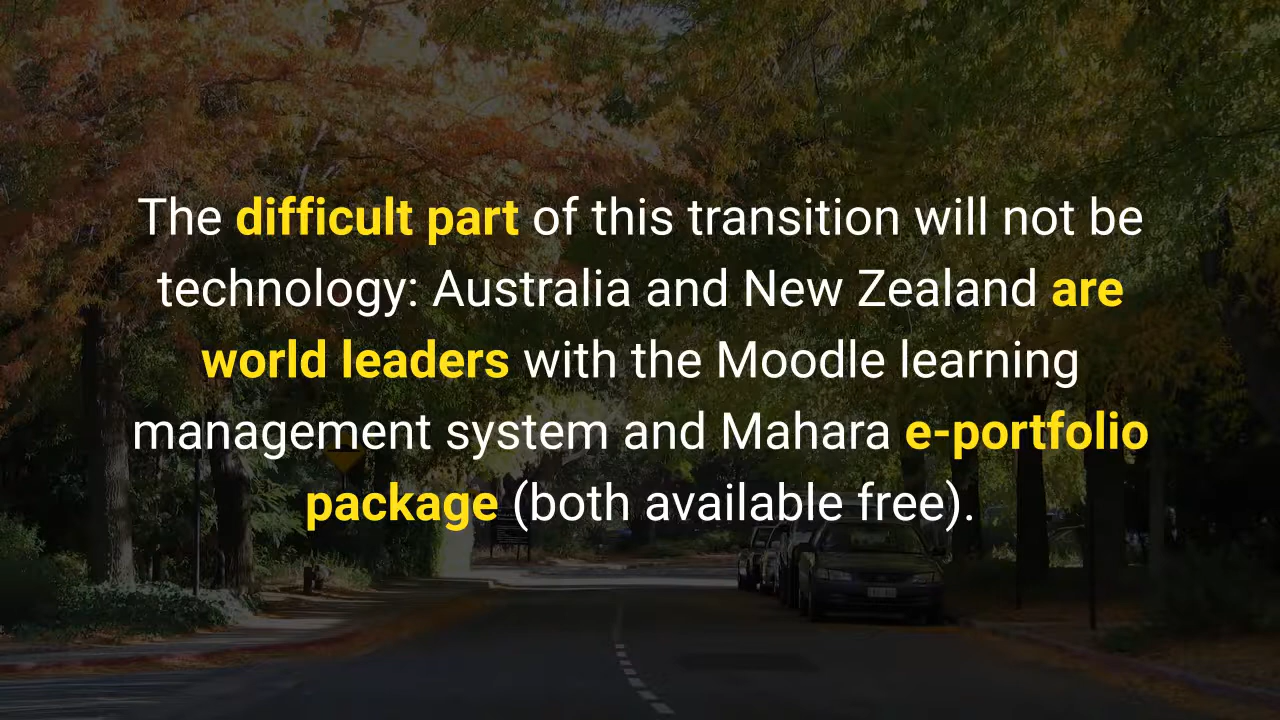 The difficult part of this transition will not be
technology: Australia and New Zealand are
world leaders with the Moodle learning
management system and Mahara e-portfolio
package (both available free).